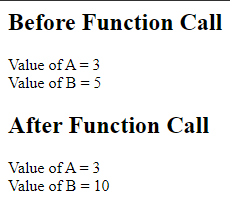 Before Function Call
Value of A = 3
Value of B = 5
After Function Call
Value of A = 3
Value of B = 10